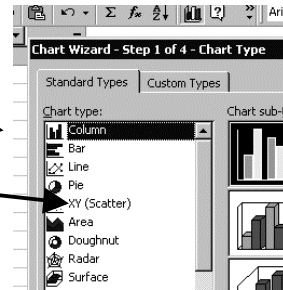 Ari
Chart Wizard - Step 1 of 4 - Chart Type
Standard Types Custom Types
Chart type: Chart sub-
Column
Bar
Line
Pie
XY (Scatter)
Area
Doughnut
Radar
Surface